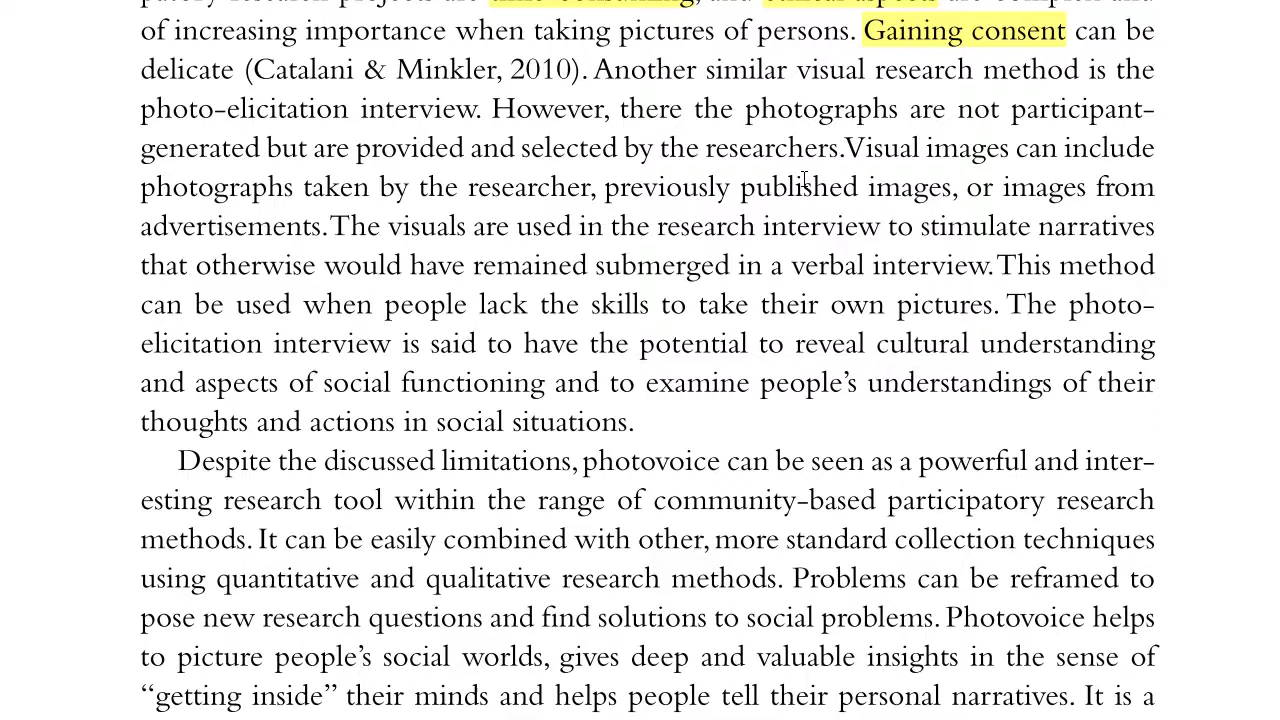 of increasing importance when taking pictures of persons. Gaining consent can be
delicate (Catalani & Minkler, 2010). Another similar visual research method is the
photo-elicitation interview. However, there the photographs are not participant-
generated but are provided and selected by the researchers. Visual images can include
photographs taken by the researcher, previously published images, or images from
advertisements. The visuals are used in the research interview to stimulate narratives
that otherwise would have remained submerged in a verbal interview. This method
can be used when people lack the skills to take their own pictures. The photo-
elicitation interview is said to have the potential to reveal cultural understanding
and aspects of social functioning and to examine people’s understandings of their
thoughts and actions in social situations.
Despite the discussed limitations, photovoice can be seen as a powerful and inter-
esting research tool within the range of community-based participatory research
methods. It can be easily combined with other, more standard collection techniques
using quantitative and qualitative research methods. Problems can be reframed to
pose new research questions and find solutions to social problems. Photovoice helps
to picture people’s social worlds, gives deep and valuable insights in the sense of
“getting inside” their minds and helps people tell their personal narratives. It is a